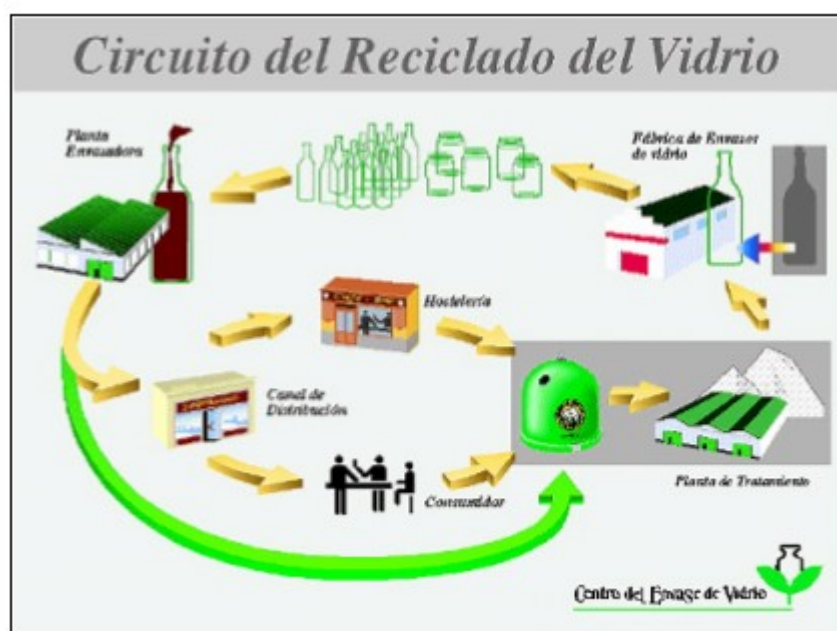 Circuito del Reciclado del Vidrio
Planta
Envasadora
Fábrica de Envases
de vidrio
Hostelería
Canal de
Distribución
Consumidor
Planta de Tratamiento
Centro del Envase de Vidrio